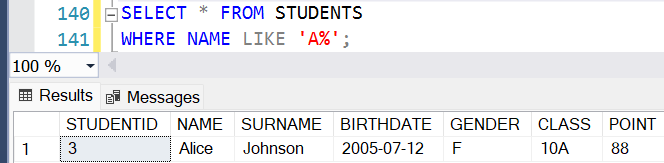 140 SELECT * FROM STUDENTS
141 WHERE NAME LIKE 'A%';
100 %
Results Messages
STUDENTID NAME SURNAME BIRTHDATE GENDER CLASS POINT
1 3 Alice Johnson 2005-07-12 F 10A 88